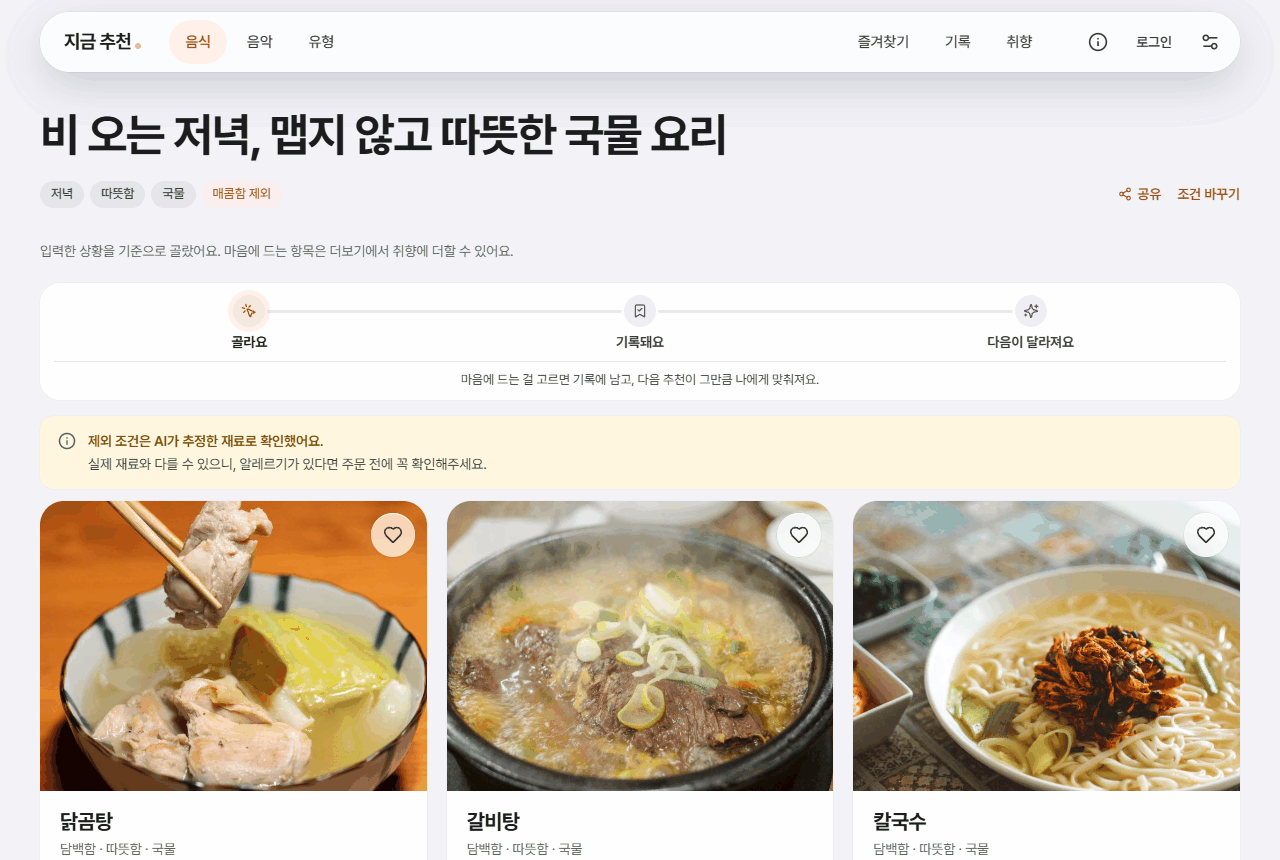 지금 추천
음식
음악
유형
즐겨찾기
기록
취향
로그인
비 오는 저녁, 맵지 않고 따뜻한 국물 요리
저녁
따뜻함
국물
매콤함 제외
공유
조건 바꾸기
입력한 상황을 기준으로 골랐어요. 마음에 드는 항목은 더보기에서 취향에 더할 수 있어요.
골라요
기록돼요
다음이 달라져요
마음에 드는 걸 고르면 기록에 남고, 다음 추천이 그만큼 나에게 맞춰져요.
제외 조건은 AI가 추정한 재료로 확인했어요.
실제 재료와 다를 수 있으니, 알레르기가 있다면 주문 전에 꼭 확인해주세요.
닭곰탕
담백함 · 따뜻함 · 국물
갈비탕
담백함 · 따뜻함 · 국물
칼국수
담백함 · 따뜻함 · 국물